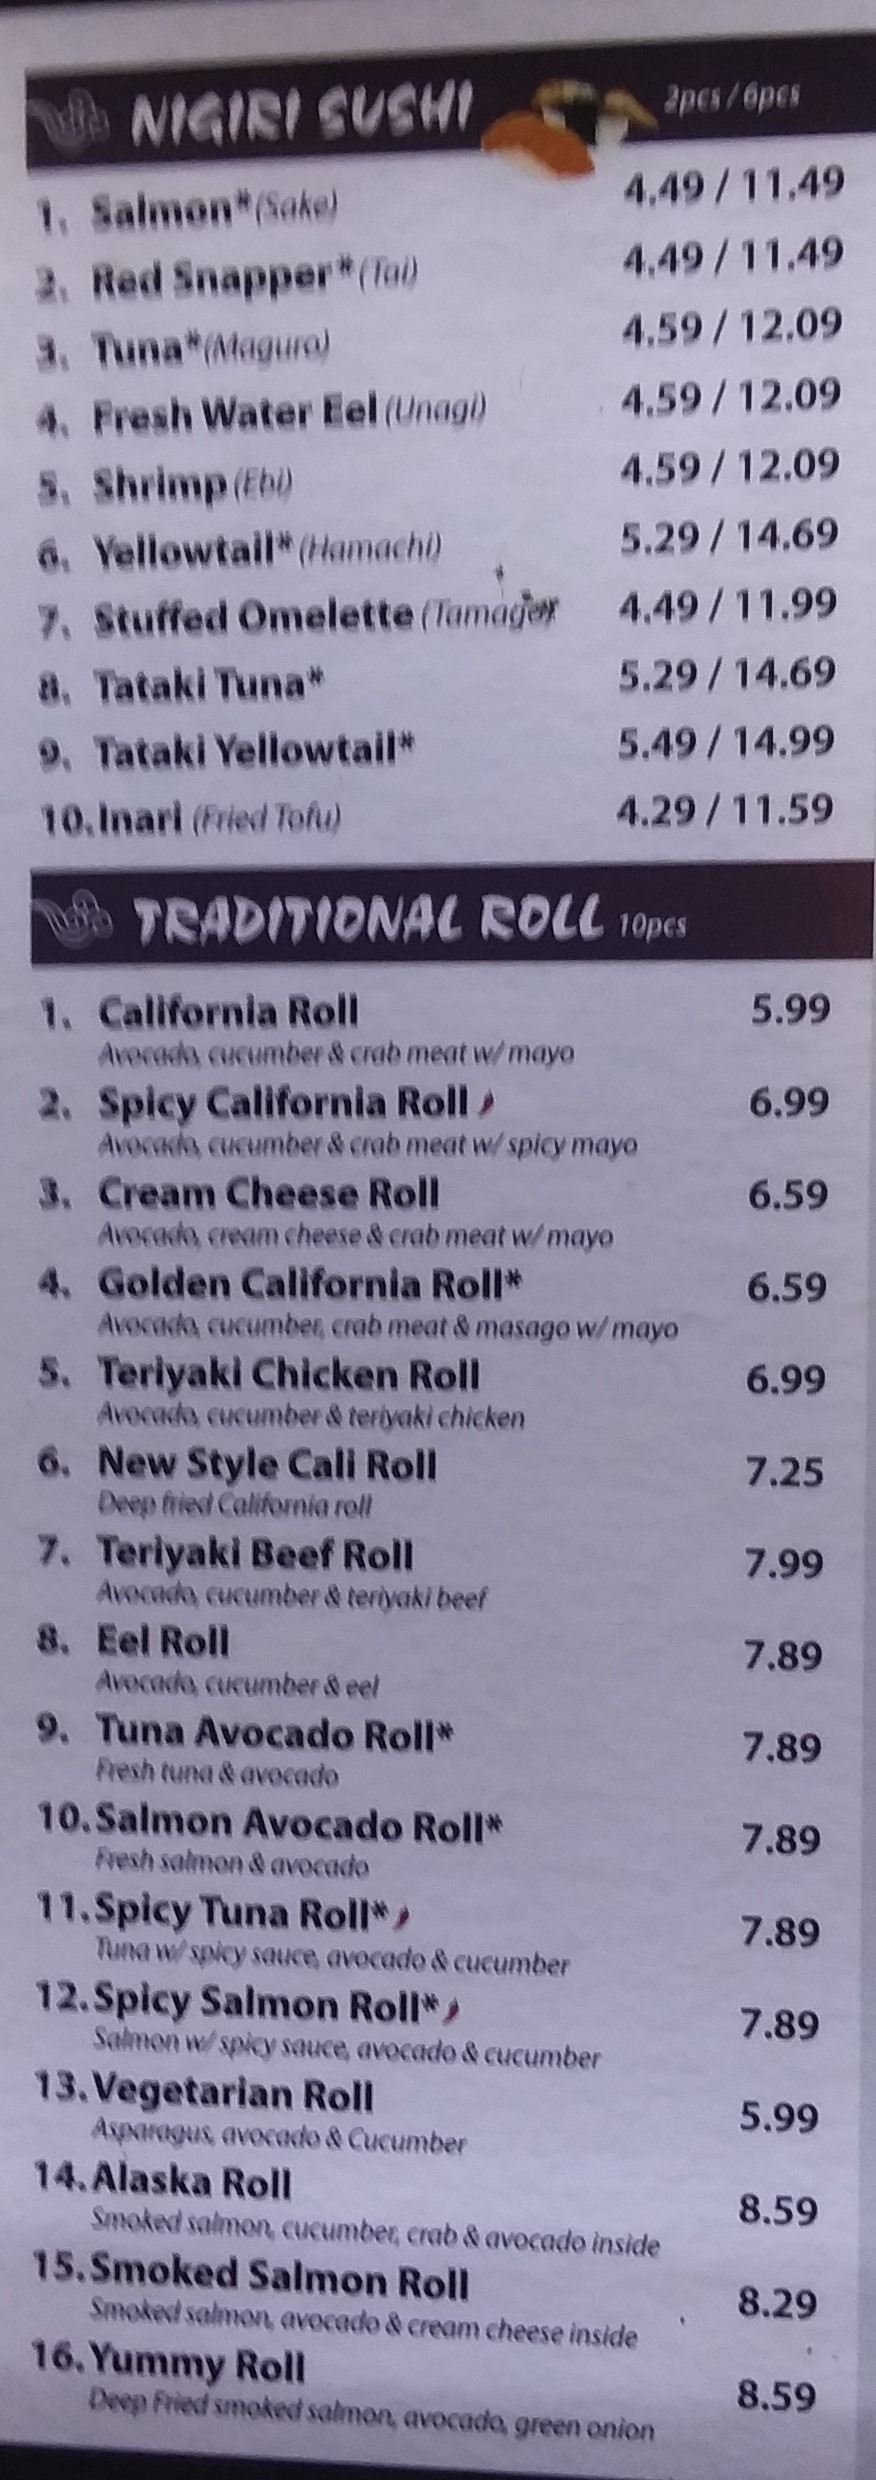 NIGIRI SUSHI 2pcs / 6pcs
1. Salmon* (Sake) 4.49 / 11.49
2. Red Snapper* (Tai) 4.49 / 11.49
3. Tuna* (Maguro) 4.59 / 12.09
4. Fresh Water Eel (Unagi) 4.59 / 12.09
5. Shrimp (Ebi) 4.59 / 12.09
6. Yellowtail* (Hamachi) 5.29 / 14.69
7. Stuffed Omelette 4.49 / 11.99
8. Tataki Tuna* 5.29 / 14.69
9. Tataki Yellowtail* 5.49 / 14.99
10. Inari (Fried Tofu) 4.29 / 11.59
TRADITIONAL ROLL 10pcs
1. California Roll 5.99
Avocado, cucumber & crab meat w/ mayo
2. Spicy California Roll 6.99
Avocado, cucumber & crab meat w/ spicy mayo
3. Cream Cheese Roll 6.59
Avocado, cream cheese & crab meat w/ mayo
4. Golden California Roll* 6.59
Avocado, cucumber, crab meat & masago w/ mayo
5. Teriyaki Chicken Roll 6.99
Avocado, cucumber & teriyaki chicken
6. New Style Cali Roll 7.25
Deep fried California roll
7. Teriyaki Beef Roll 7.99
Avocado, cucumber & teriyaki beef
8. Eel Roll 7.89
Avocado, cucumber & eel
9. Tuna Avocado Roll* 7.89
Fresh tuna & avocado
10. Salmon Avocado Roll* 7.89
Fresh salmon & avocado
11. Spicy Tuna Roll* 7.89
Tuna w/ spicy sauce, avocado & cucumber
12. Spicy Salmon Roll* 7.89
Salmon w/ spicy sauce, avocado & cucumber
13. Vegetarian Roll 5.99
Asparagus, avocado & Cucumber
14. Alaska Roll 8.59
Smoked salmon, cucumber, crab & avocado inside
15. Smoked Salmon Roll 8.29
Smoked salmon, avocado & cream cheese inside
16. Yummy Roll 8.59
Deep Fried smoked salmon, avocado, green onion